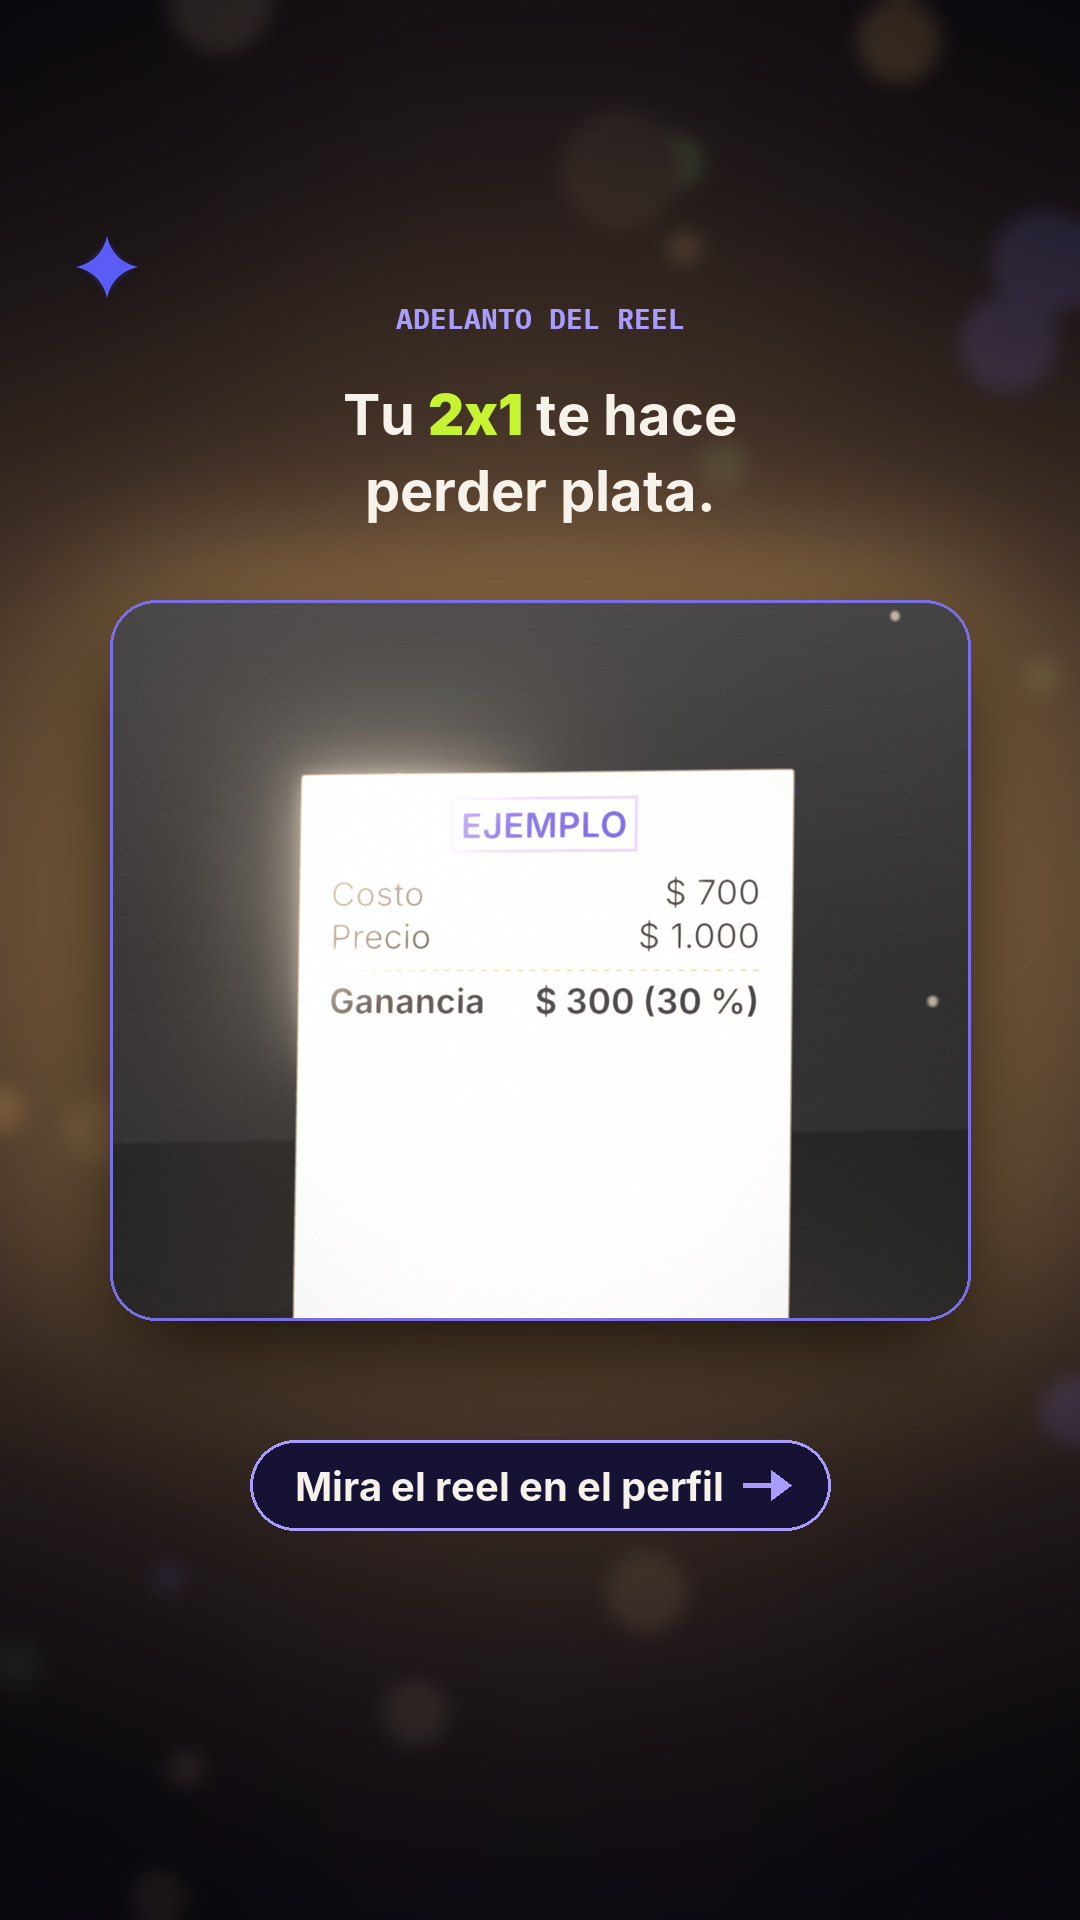 ADELANTO DEL REEL
Tu 2x1 te hace
perder plata.
EJEMPLO
Costo $ 700
Precio $ 1.000
Ganancia $ 300 (30 %)
Mira el reel en el perfil